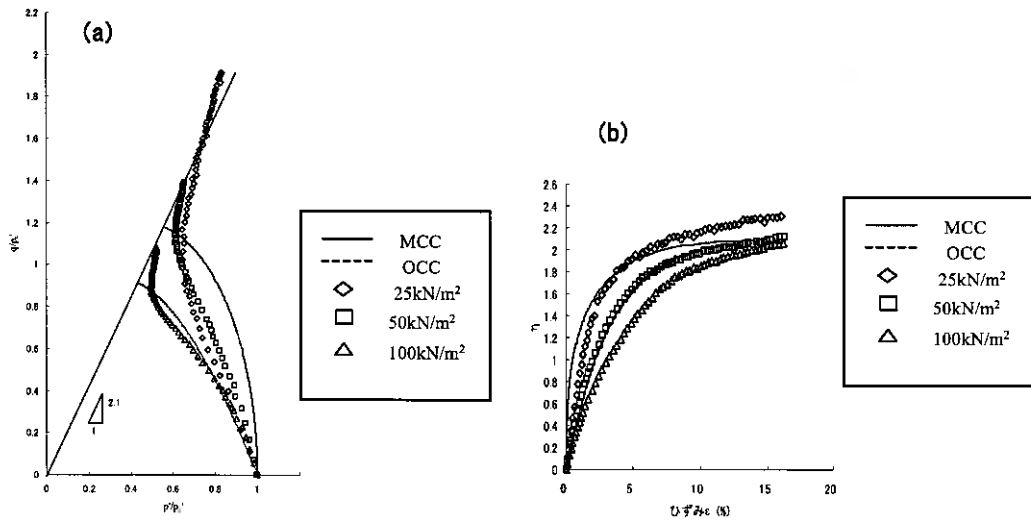 (a)
2.2
2
1.8
1.6
1.4
1.2
1
0.8
0.6
0.4
0.2
0
2.1
1
0 0.2 0.4 0.6 0.8 1
MCC
OCC
25kN/m²
50kN/m²
100kN/m²
(b)
2.6
2.4
2.2
2
1.8
1.6
1.4
1.2
1
0.8
0.6
0.4
0.2
0
η
0 5 10 15 20
ひずみε (%)
MCC
OCC
25kN/m²
50kN/m²
100kN/m²